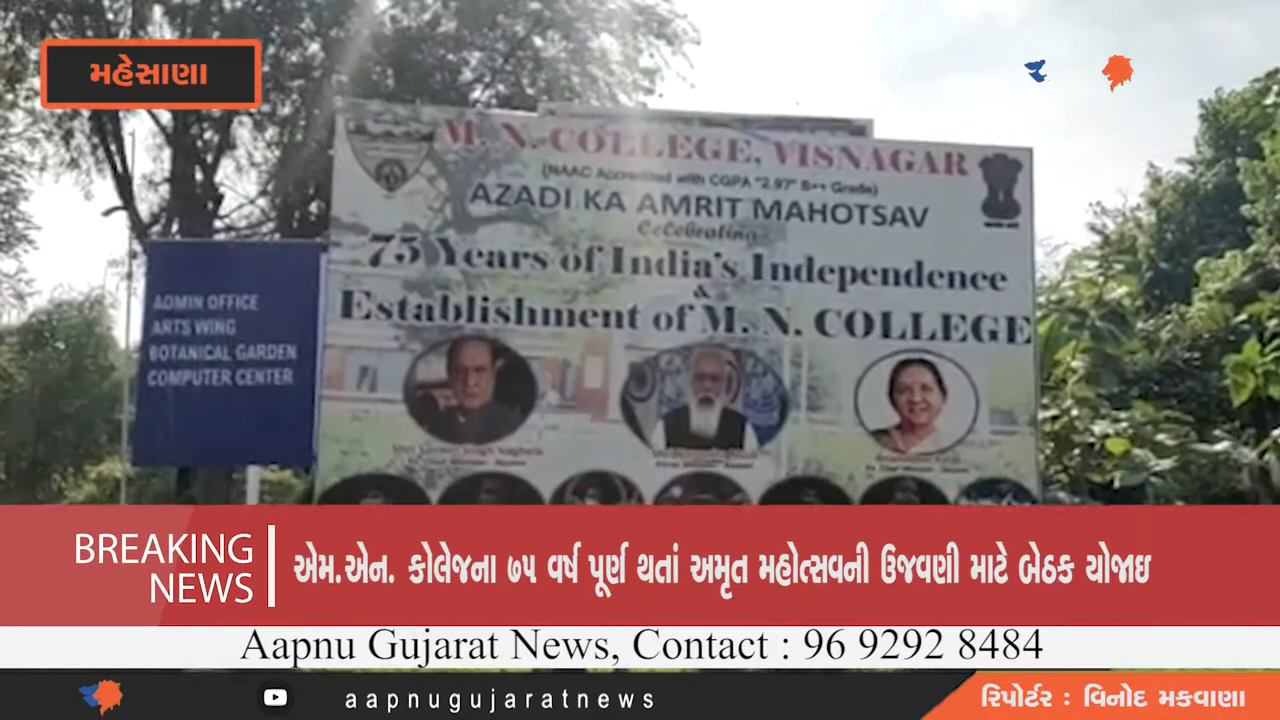 મહેસાણા
M. N. COLLEGE, VISNAGAR
(NAAC Accredited with CGPA "2.97" B++ Grade)
AZADI KA AMRIT MAHOTSAV
Celebrating
75 Years of India's Independence
&
Establishment of M. N. COLLEGE
ADMIN OFFICE
ARTS WING
BOTANICAL GARDEN
COMPUTER CENTER
BREAKING
NEWS
એમ.એન. કોલેજના ૭૫ વર્ષ પૂર્ણ થતાં અમૃત મહોત્સવની ઉજવણી માટે બેઠક યોજાઇ
Aapnu Gujarat News, Contact : 96 9292 8484
aapnugujaratnews
રિપોર્ટર : વિનોદ મકવાણા